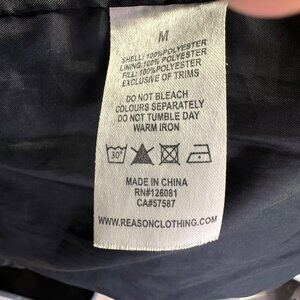 M
SHELL: 100%POLYESTER
LINING: 100% POLYESTER
FILL: 100%POLYESTER
EXCLUSIVE OF TRIMS
DO NOT BLEACH
COLOURS SEPARATELY
DO NOT TUMBLE DAY
WARM IRON
30°
MADE IN CHINA
RN#126081
CA#57587
WWW.REASONCLOTHING.COM